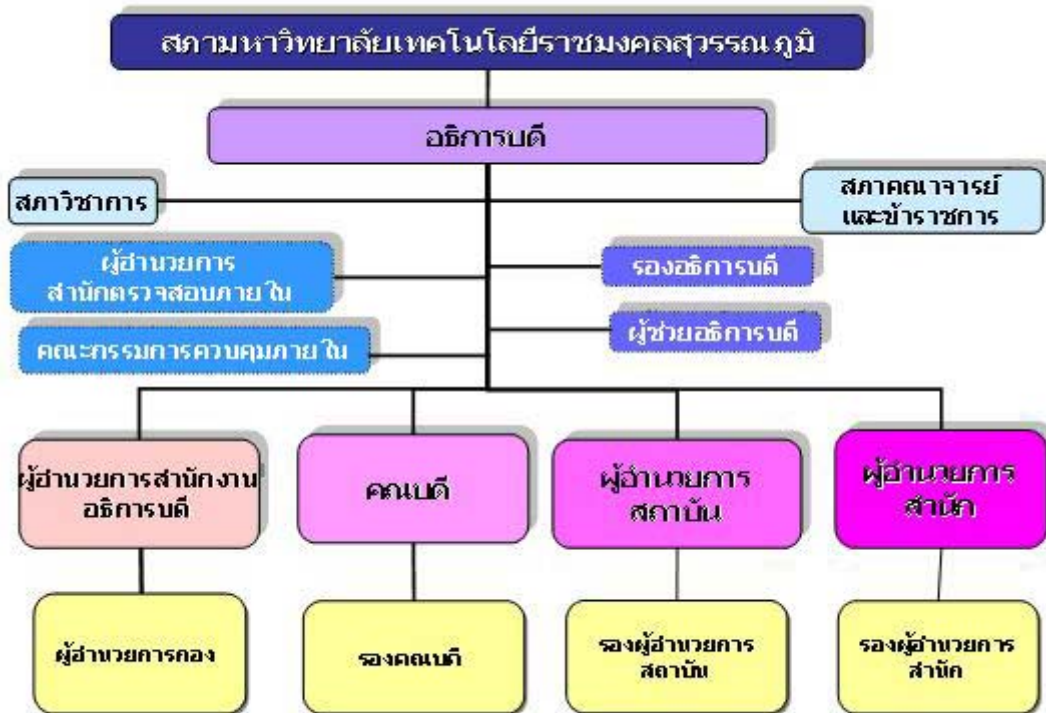 สภามหาวิทยาลัยเทคโนโลยีราชมงคลสุวรรณภูมิ
อธิการบดี
สภาวิชาการ
สภาคณาจารย์
และข้าราชการ
ผู้อำนวยการ
สำนักตรวจสอบภายใน
รองอธิการบดี
คณะกรรมการควบคุมภายใน
ผู้ช่วยอธิการบดี
ผู้อำนวยการสำนักงาน
อธิการบดี
คณบดี
ผู้อำนวยการ
สถาบัน
ผู้อำนวยการ
สำนัก
ผู้อำนวยการกอง
รองคณบดี
รองผู้อำนวยการ
สถาบัน
รองผู้อำนวยการ
สำนัก